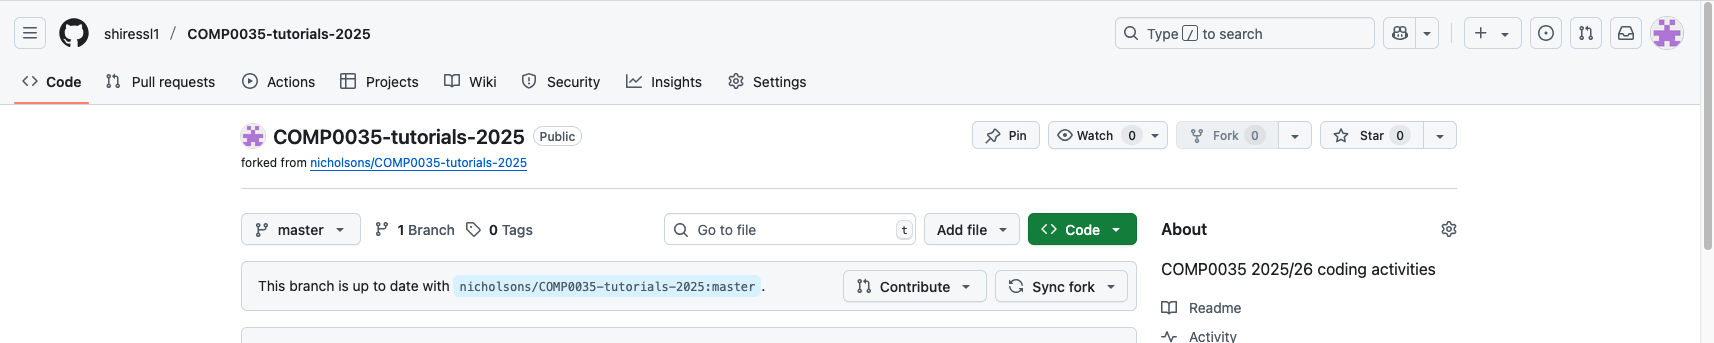 shiressl1 / COMP0035-tutorials-2025
Type / to search
Code Pull requests Actions Projects Wiki Security Insights Settings
COMP0035-tutorials-2025 Public
Pin Watch 0 Fork 0 Star 0
forked from nicholsons/COMP0035-tutorials-2025
master 1 Branch 0 Tags Go to file t Add file Code
About
COMP0035 2025/26 coding activities
This branch is up to date with nicholsons/COMP0035-tutorials-2025:master. Contribute Sync fork
Readme
Activity